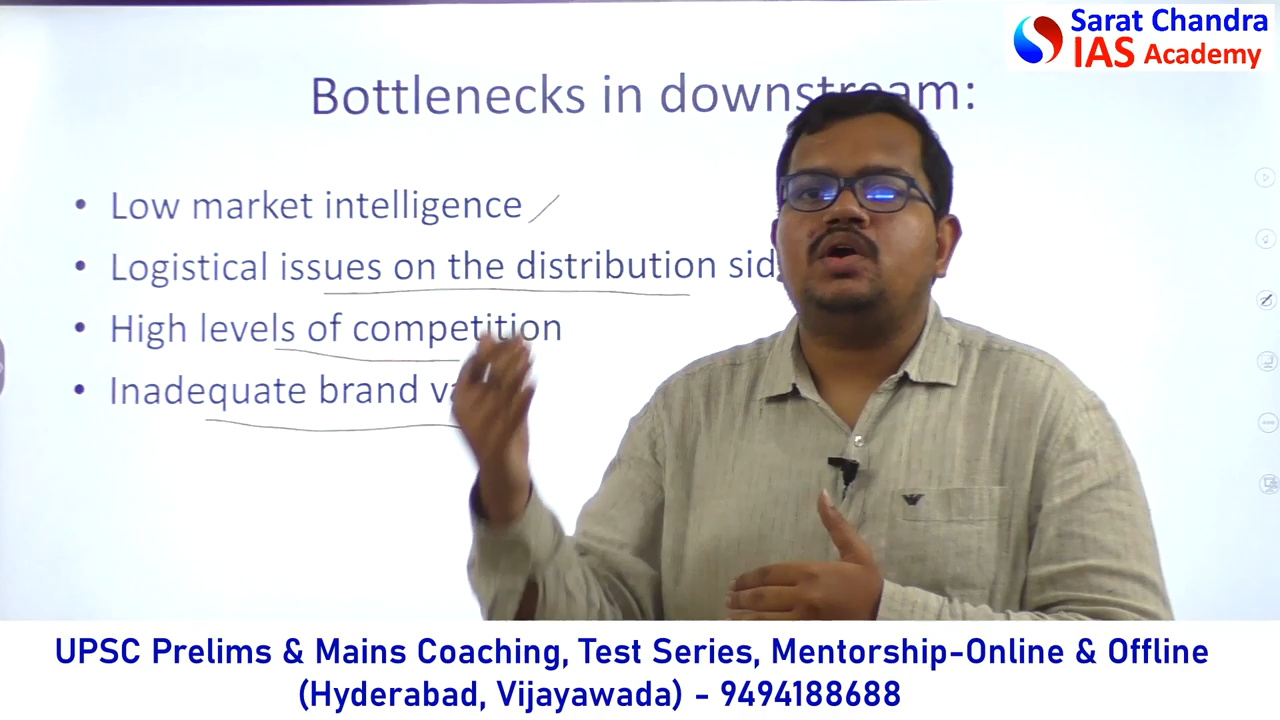 Sarat Chandra
IAS Academy
Bottlenecks in downstream:
• Low market intelligence
• Logistical issues on the distribution
• High levels of competition
• Inadequate brand
UPSC Prelims & Mains Coaching, Test Series, Mentorship-Online & Offline
(Hyderabad, Vijayawada) - 9494188688